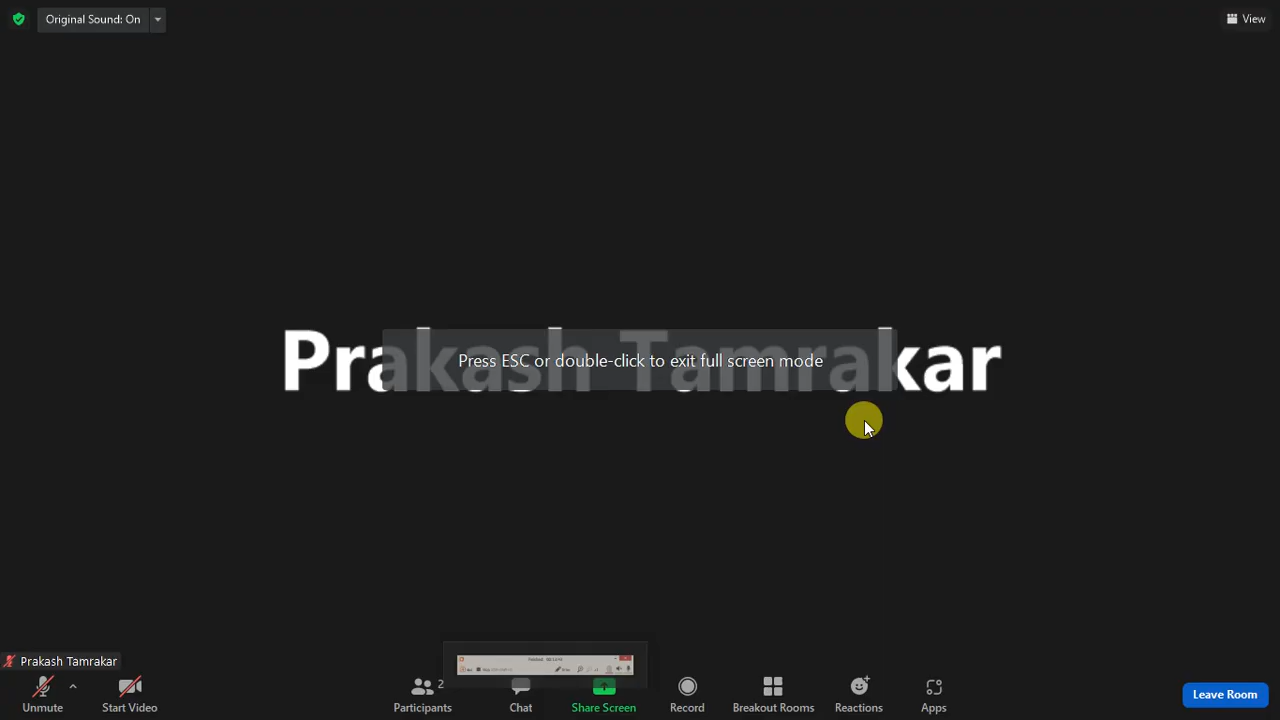 Original Sound: On
View
Prakash Tamrakar
Press ESC or double-click to exit full screen mode
Prakash Tamrakar
2
Unmute
Start Video
Participants
Chat
Share Screen
Record
Breakout Rooms
Reactions
Apps
Leave Room